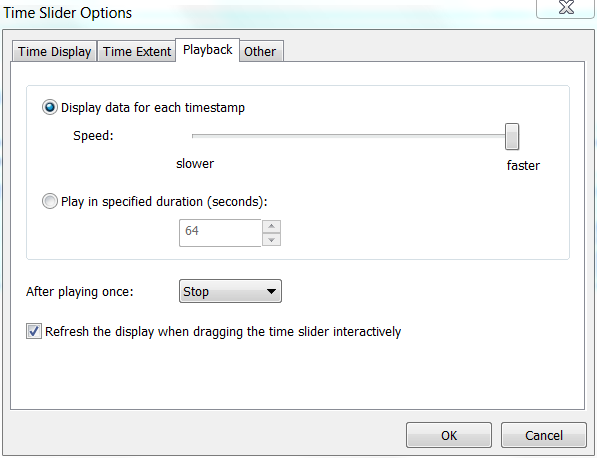 Time Slider Options
Time Display Time Extent Playback Other
Display data for each timestamp
Speed:
slower faster
Play in specified duration (seconds):
64
After playing once: Stop
Refresh the display when dragging the time slider interactively
OK Cancel